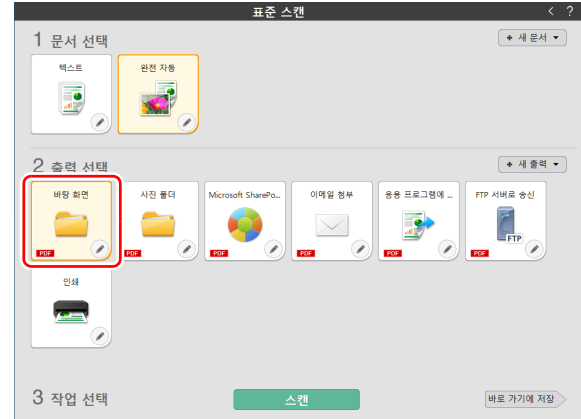 표준 스캔 < ?
1 문서 선택
+ 새 문서
텍스트
완전 자동
2 출력 선택
+ 새 출력
바탕 화면
사진 폴더
Microsoft SharePo...
이메일 첨부
응용 프로그램에 ...
FTP 서버로 송신
FTP
PDF
PDF
PDF
PDF
PDF
PDF
인쇄
3 작업 선택
스캔
바로 가기에 저장